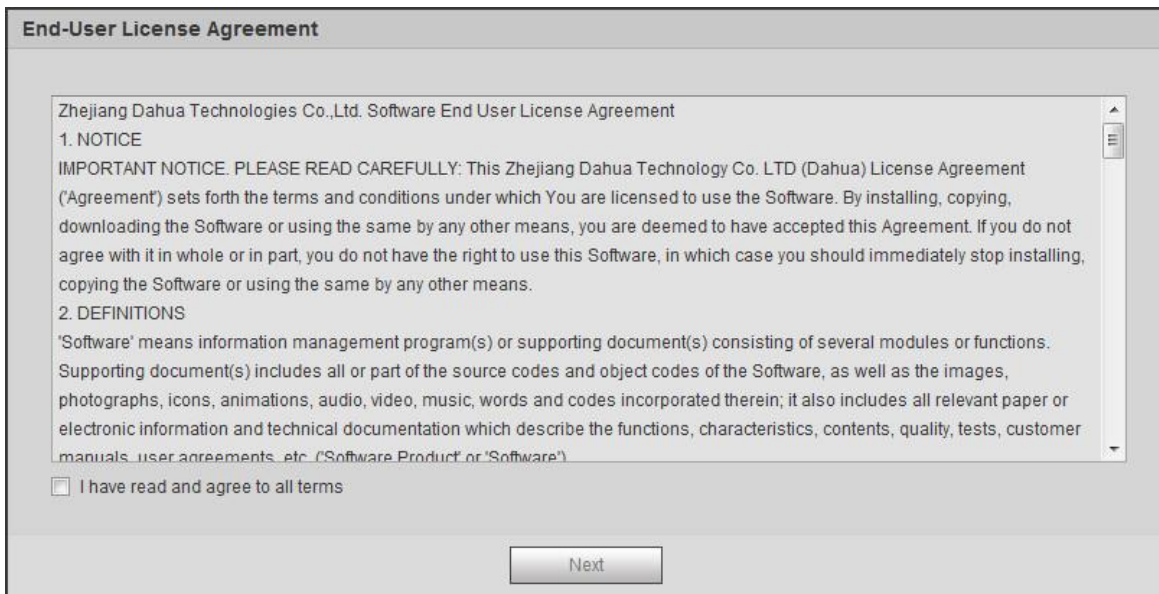 End-User License Agreement
Zhejiang Dahua Technologies Co.,Ltd. Software End User License Agreement
1. NOTICE
IMPORTANT NOTICE. PLEASE READ CAREFULLY: This Zhejiang Dahua Technology Co. LTD (Dahua) License Agreement
('Agreement') sets forth the terms and conditions under which You are licensed to use the Software. By installing, copying,
downloading the Software or using the same by any other means, you are deemed to have accepted this Agreement. If you do not
agree with it in whole or in part, you do not have the right to use this Software, in which case you should immediately stop installing,
copying the Software or using the same by any other means.
2. DEFINITIONS
'Software' means information management program(s) or supporting document(s) consisting of several modules or functions.
Supporting document(s) includes all or part of the source codes and object codes of the Software, as well as the images,
photographs, icons, animations, audio, video, music, words and codes incorporated therein; it also includes all relevant paper or
electronic information and technical documentation which describe the functions, characteristics, contents, quality, tests, customer
manuals, user agreements, etc. ('Software Product' or 'Software')
I have read and agree to all terms
Next